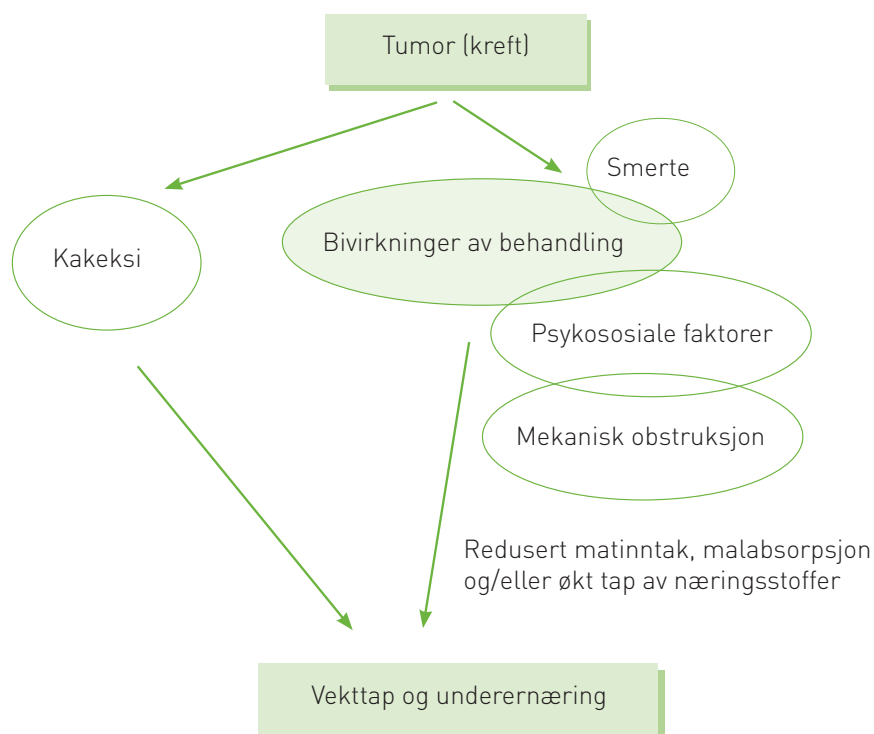 Tumor (kreft)
Smerte
Bivirkninger av behandling
Kakeksi
Psykososiale faktorer
Mekanisk obstruksjon
Redusert matinntak, malabsorpsjon
og/eller økt tap av næringsstoffer
Vekttap og underernæring